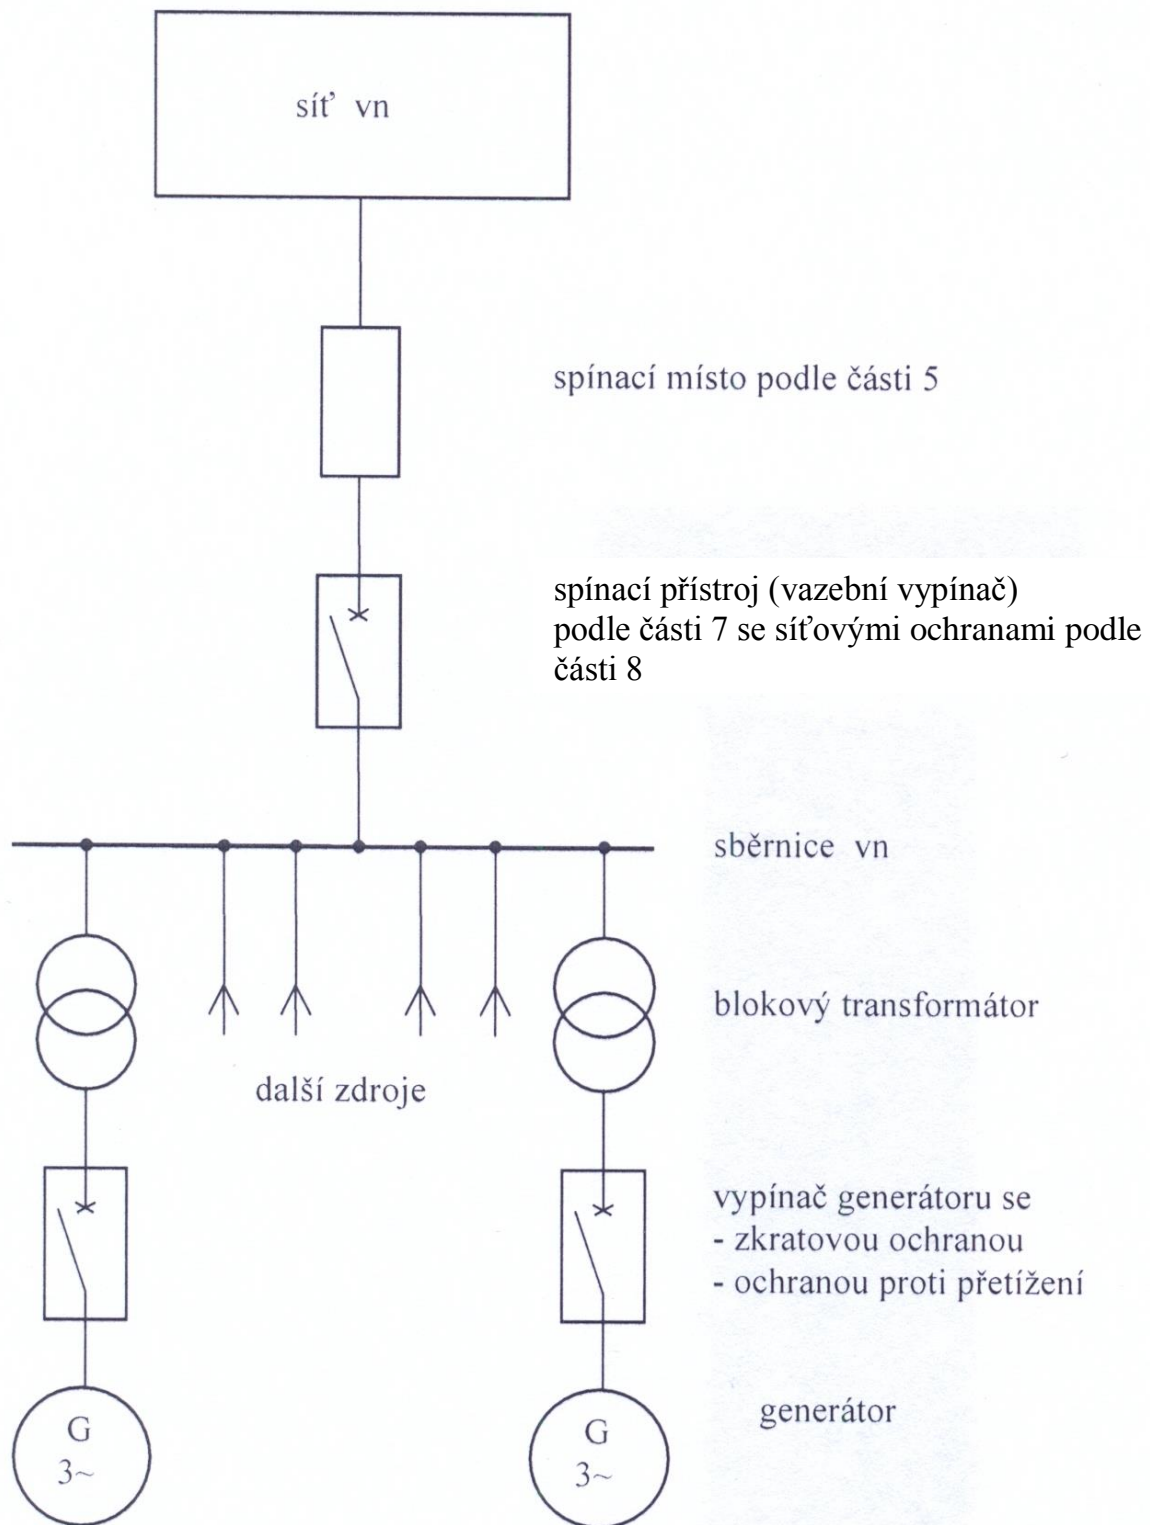 síť vn
spínací místo podle části 5
spínací přístroj (vazební vypínač)
podle části 7 se síťovými ochranami podle
části 8
sběrnice vn
blokový transformátor
další zdroje
vypínač generátoru se
- zkratovou ochranou
- ochranou proti přetížení
generátor
G
3~
G
3~